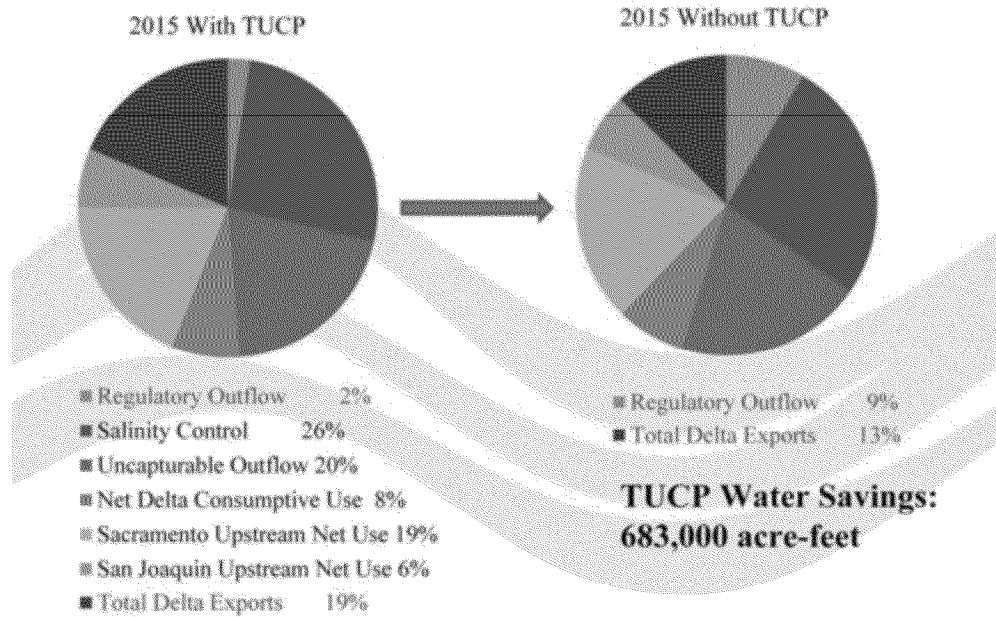 2015 With TUCP
2015 Without TUCP
Regulatory Outflow 2%
Salinity Control 26%
Uncapturable Outflow 20%
Net Delta Consumptive Use 8%
Sacramento Upstream Net Use 19%
San Joaquin Upstream Net Use 6%
Total Delta Exports 19%
Regulatory Outflow 9%
Total Delta Exports 13%
TUCP Water Savings:
683,000 acre-feet